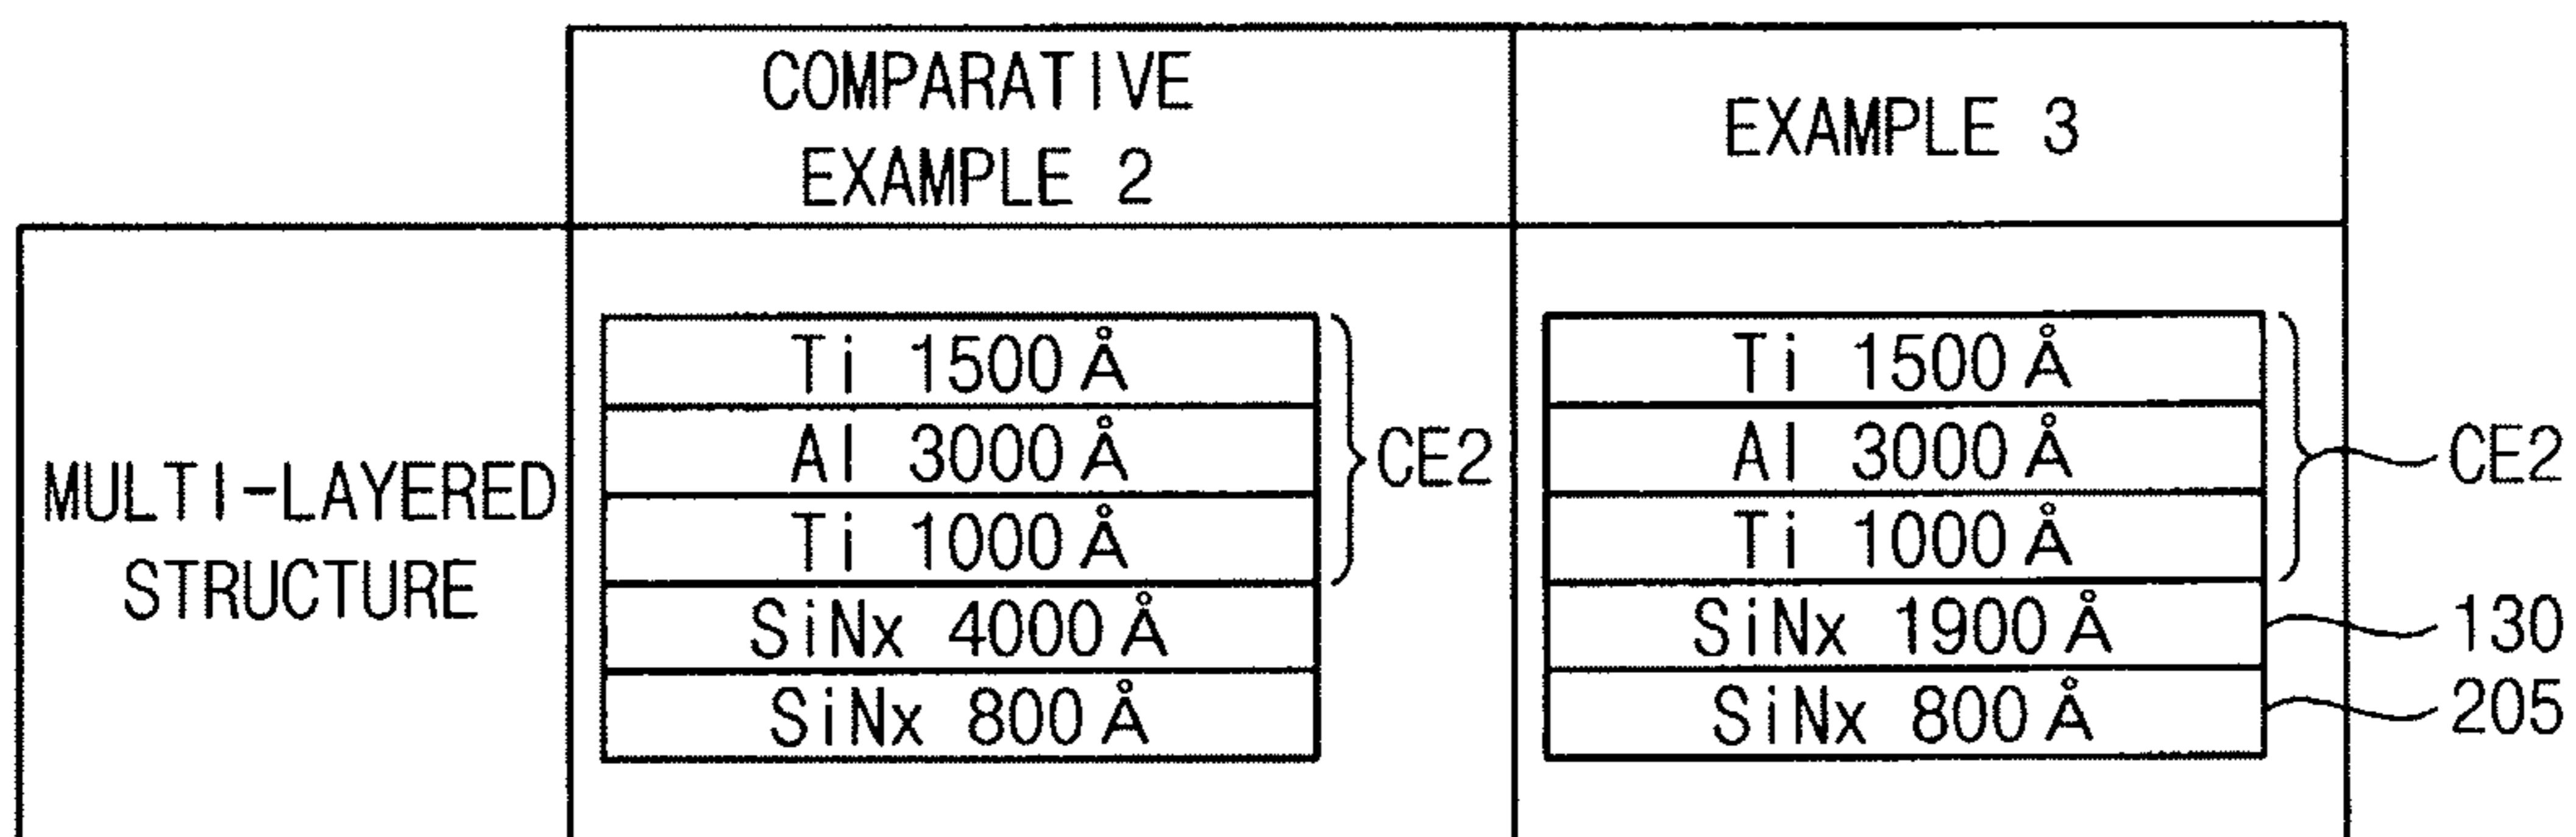 COMPARATIVE
EXAMPLE 2
EXAMPLE 3
MULTI-LAYERED
STRUCTURE
Ti 1500Å
Al 3000Å
Ti 1000Å
SiNx 4000Å
SiNx 800Å
CE2
Ti 1500Å
Al 3000Å
Ti 1000Å
SiNx 1900Å
SiNx 800Å
CE2
130
205